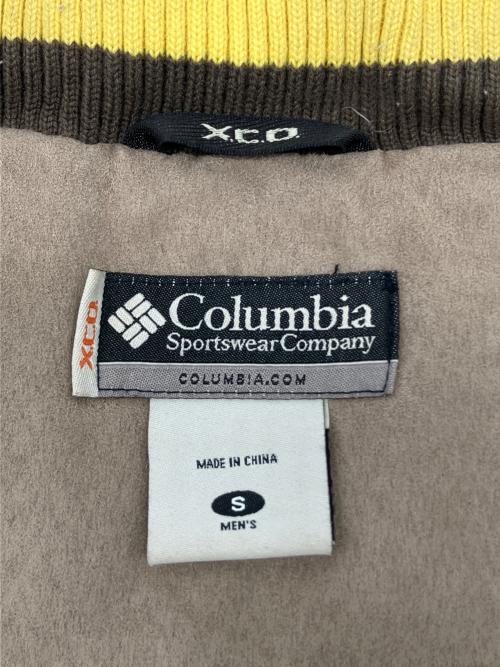 X.C.O.
Columbia
Sportswear Company
COLUMBIA.COM
X.C.O.
MADE IN CHINA
S
MEN'S